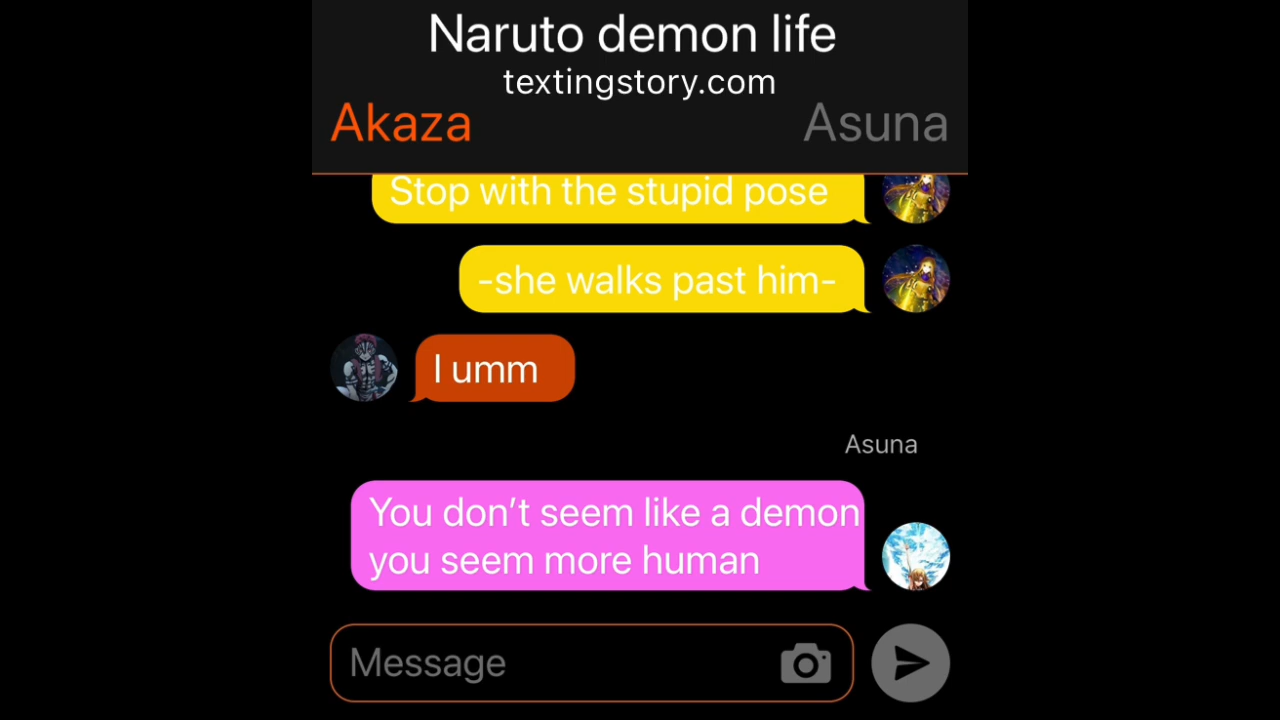 Naruto demon life
textingstory.com
Akaza
Asuna
Stop with the stupid pose
-she walks past him-
I umm
Asuna
You don’t seem like a demon
you seem more human
Message